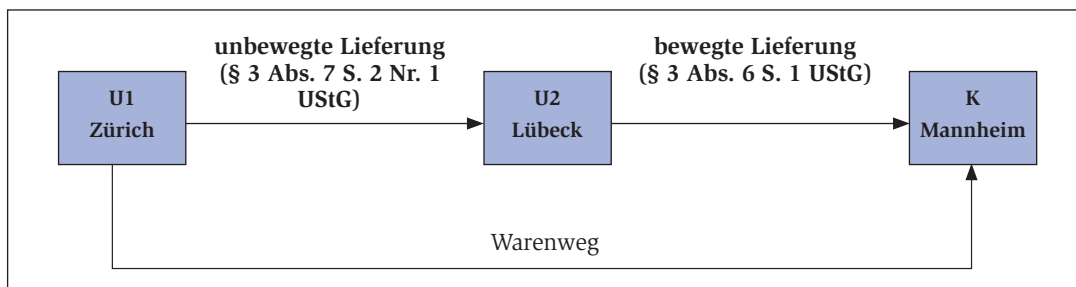 unbewegte Lieferung
(§ 3 Abs. 7 S. 2 Nr. 1
UStG)
bewegte Lieferung
(§ 3 Abs. 6 S. 1 UStG)
U1
Zürich
U2
Lübeck
K
Mannheim
Warenweg